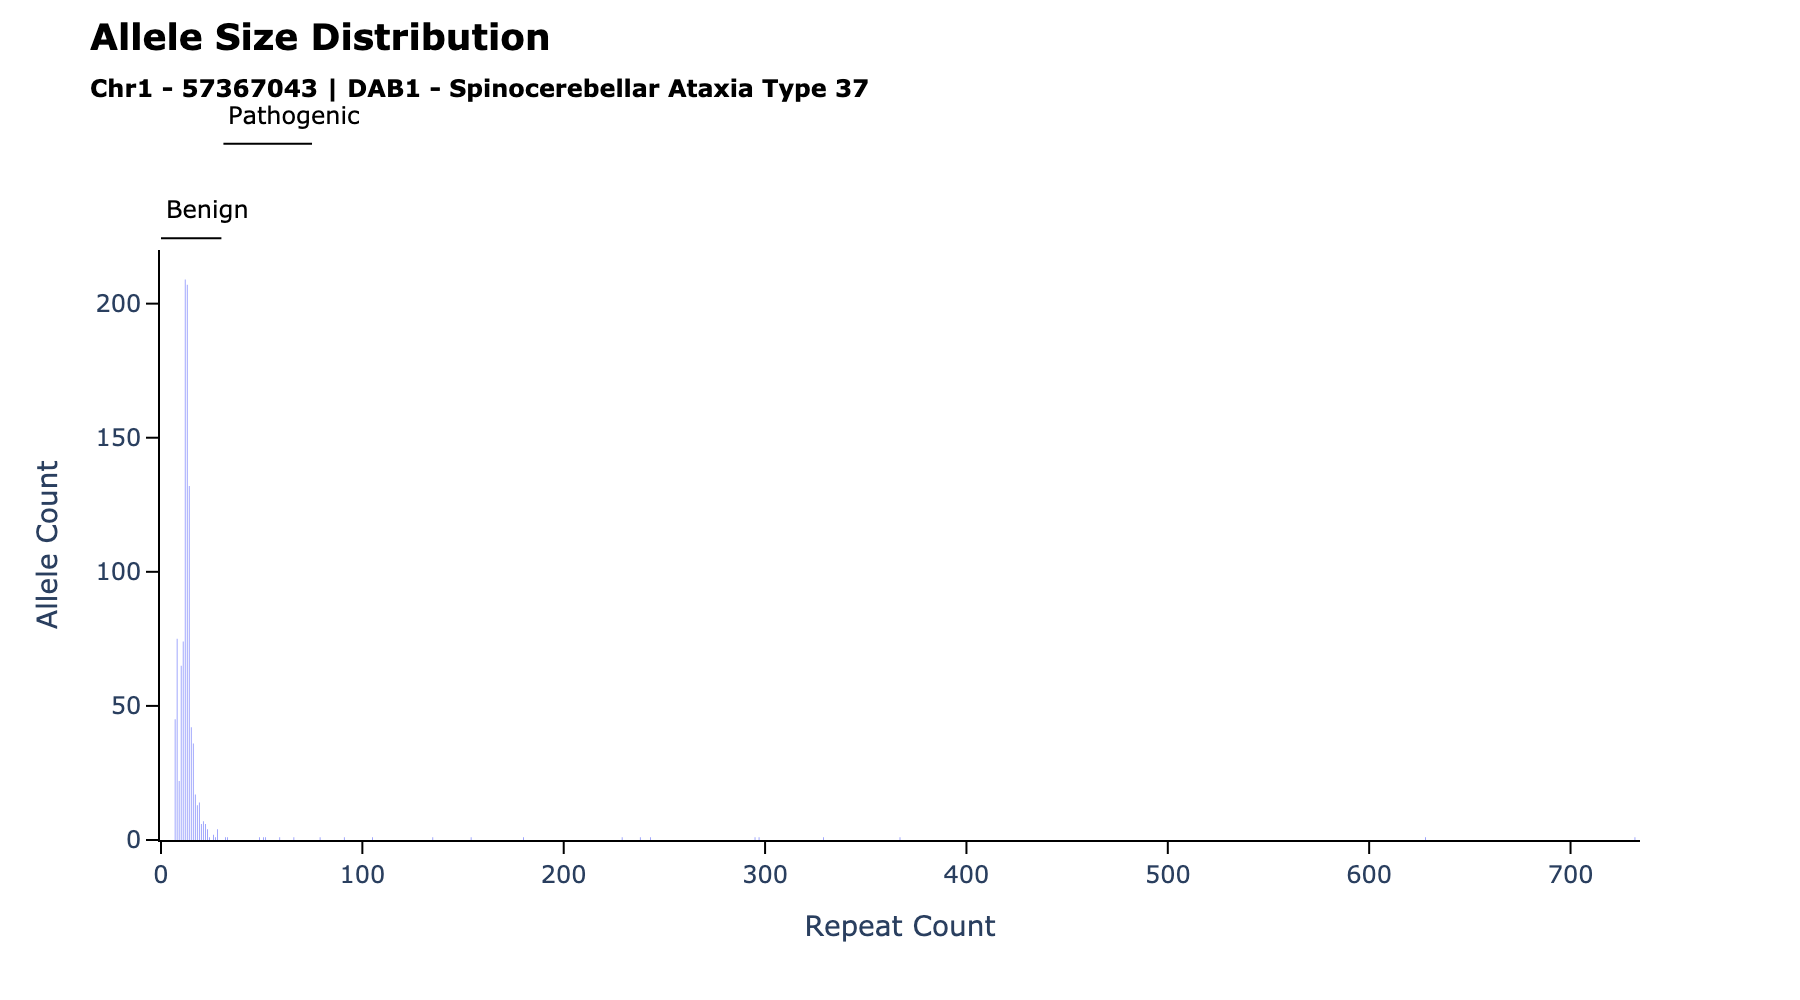 Allele Size Distribution
Chr1 - 57367043 | DAB1 - Spinocerebellar Ataxia Type 37
Pathogenic
Benign
200
150
100
50
0
Allele Count
0 100 200 300 400 500 600 700
Repeat Count